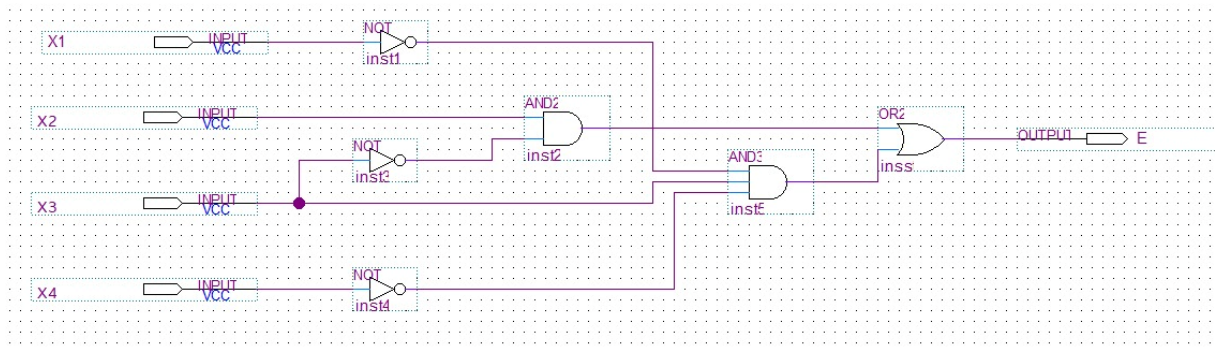 X1
INPUT
VCC
NOT
inst1
X2
INPUT
VCC
AND2
inst2
NOT
inst3
X3
INPUT
VCC
AND3
inst5
OR2
inss
OUTPUT
E
X4
INPUT
VCC
NOT
inst4